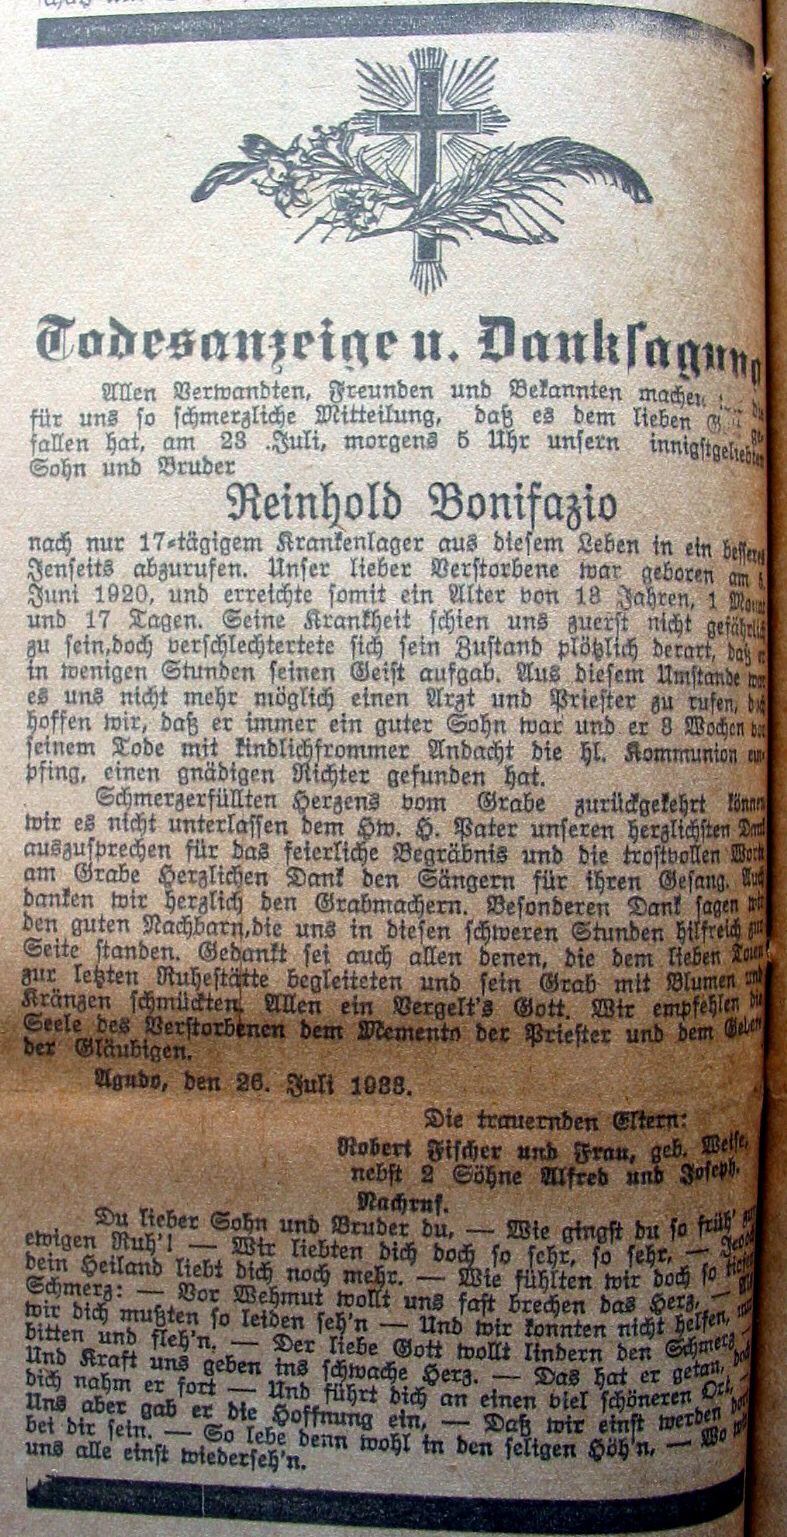 Todesanzeige u. Danksagung
Allen Verwandten, Freunden und Bekannten machen
für uns so schmerzliche Mitteilung, daß es dem lieben
fallen hat, am 23 Juli, morgens 5 Uhr unsern innigstgeliebten
Sohn und Bruder
Reinhold Bonifazio
nach nur 17-tägigem Krankenlager aus diesem Leben in ein besseres
Jenseits abzurufen. Unser lieber Verstorbene war geboren am 6.
Juni 1920, und erreichte somit ein Alter von 18 Jahren, 1 Monat
und 17 Tagen. Seine Krankheit schien uns zuerst nicht gefährlich
zu sein,doch verschlechtertete sich sein Zustand plötzlich derart, daß er
in wenigen Stunden seinen Geist aufgab. Aus diesem Umstande war
es uns nicht mehr möglich einen Arzt und Priester zu rufen, doch
hoffen wir, daß er immer ein guter Sohn war und er 3 Wochen vor
seinem Tode mit kindlichfrommer Andacht die hl. Kommunion em-
pfing, einen gnädigen Richter gefunden hat.
Schmerzerfüllten Herzens vom Grabe zurückgekehrt können
wir es nicht unterlassen dem Hw. H. Pater unseren herzlichsten Dank
auszusprechen für das feierliche Begräbnis und die trostvollen Worte
am Grabe Herzlichen Dank den Sängern für ihren Gesang. Auch
danken wir herzlich den Grabmachern. Besonderen Dank sagen wir
den guten Nachbarn,die uns in diesen schweren Stunden hilfreich zur
Seite standen. Gedankt sei auch allen denen, die dem lieben Toten
zur letzten Ruhestätte begleiteten und sein Grab mit Blumen und
Kränzen schmückten. Allen ein Vergelt's Gott. Wir empfehlen die
Seele des Verstorbenen dem Memento der Priester und dem Gebete
der Gläubigen.
Agudo, den 26. Juli 1938.
Die trauernden Eltern:
Robert Fischer und Frau, geb. Weise,
nebst 2 Söhne Alfred und Joseph.
Nachruf.
Du lieber Sohn und Bruder du, — Wie gingst du so früh' zur
ewigen Ruh'! — Wir liebten dich doch so sehr, so sehr, — Jedoch
dein Heiland liebt dich noch mehr. — Wie fühlten wir doch so tiefen
Schmerz: — Vor Wehmut wollt uns fast brechen das Herz, — Als
wir dich mußten so leiden seh'n — Und wir konnten nicht helfen, nur
bitten und fleh'n. — Der liebe Gott wollt lindern den Schmerz —
Und Kraft uns geben ins schwache Herz. — Das hat er getan, doch
dich nahm er fort — Und führt dich an einen viel schöneren Ort, —
Uns aber gab er die Hoffnung ein, — Daß wir einst werden dort
bei dir sein. — So lebe denn wohl in den seligen Höh'n, — Wo wir
uns alle einst wiederseh'n.